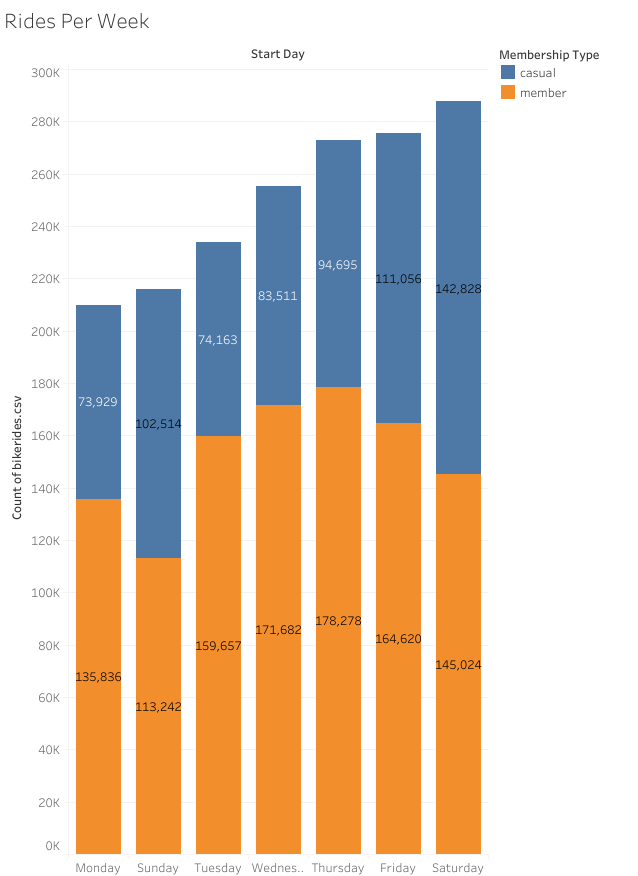 Rides Per Week
Start Day
Membership Type
casual
member
Count of bikerides.csv
300K
280K
260K
240K
220K
200K
180K
160K
140K
120K
100K
80K
60K
40K
20K
0K
73,929
102,514
74,163
83,511
94,695
111,056
142,828
135,836
113,242
159,657
171,682
178,278
164,620
145,024
Monday Sunday Tuesday Wednes.. Thursday Friday Saturday